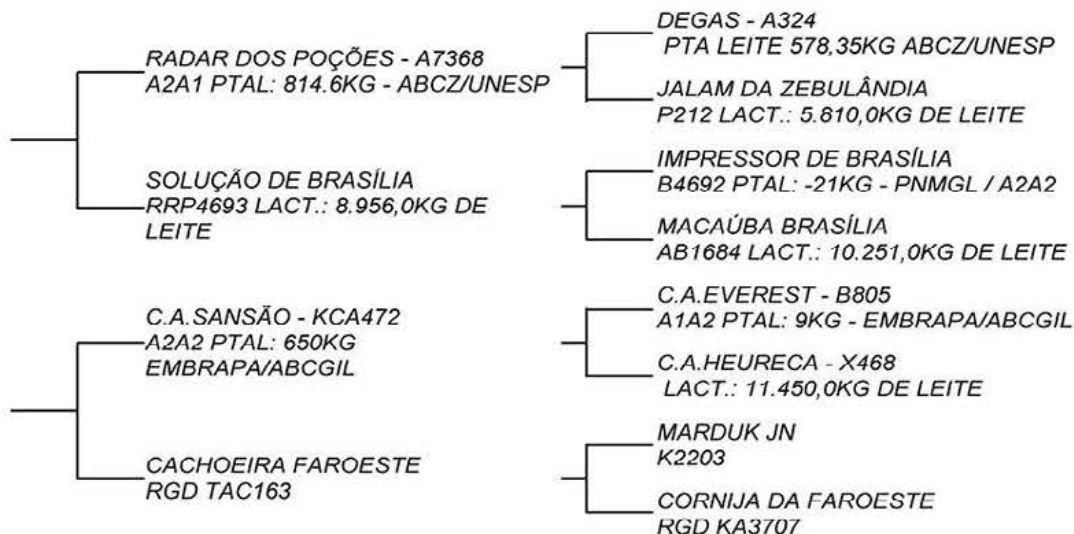 RADAR DOS POÇÕES - A7368
A2A1 PTAL: 814.6KG - ABCZ/UNESP
SOLUÇÃO DE BRASÍLIA
RRP4693 LACT.: 8.956,0KG DE
LEITE
C.A.SANSÃO - KCA472
A2A2 PTAL: 650KG
EMBRAPA/ABCGIL
CACHOEIRA FAROESTE
RGD TAC163
DEGAS - A324
PTA LEITE 578,35KG ABCZ/UNESP
JALAM DA ZEBULÂNDIA
P212 LACT.: 5.810,0KG DE LEITE
IMPRESSOR DE BRASÍLIA
B4692 PTAL: -21KG - PNMGL / A2A2
MACAÚBA BRASÍLIA
AB1684 LACT.: 10.251,0KG DE LEITE
C.A.EVEREST - B805
A1A2 PTAL: 9KG - EMBRAPA/ABCGIL
C.A.HEURECA - X468
LACT.: 11.450,0KG DE LEITE
MARDUK JN
K2203
CORNIJA DA FAROESTE
RGD KA3707